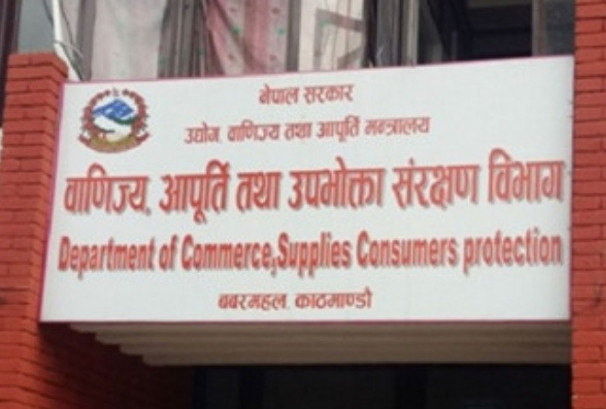 नेपाल सरकार
उद्योग, वाणिज्य तथा आपूर्ति मन्त्रालय
वाणिज्य, आपूर्ति तथा उपभोक्ता संरक्षण विभाग
Department of Commerce,Supplies Consumers protection
बबरमहल, काठमाण्डौ